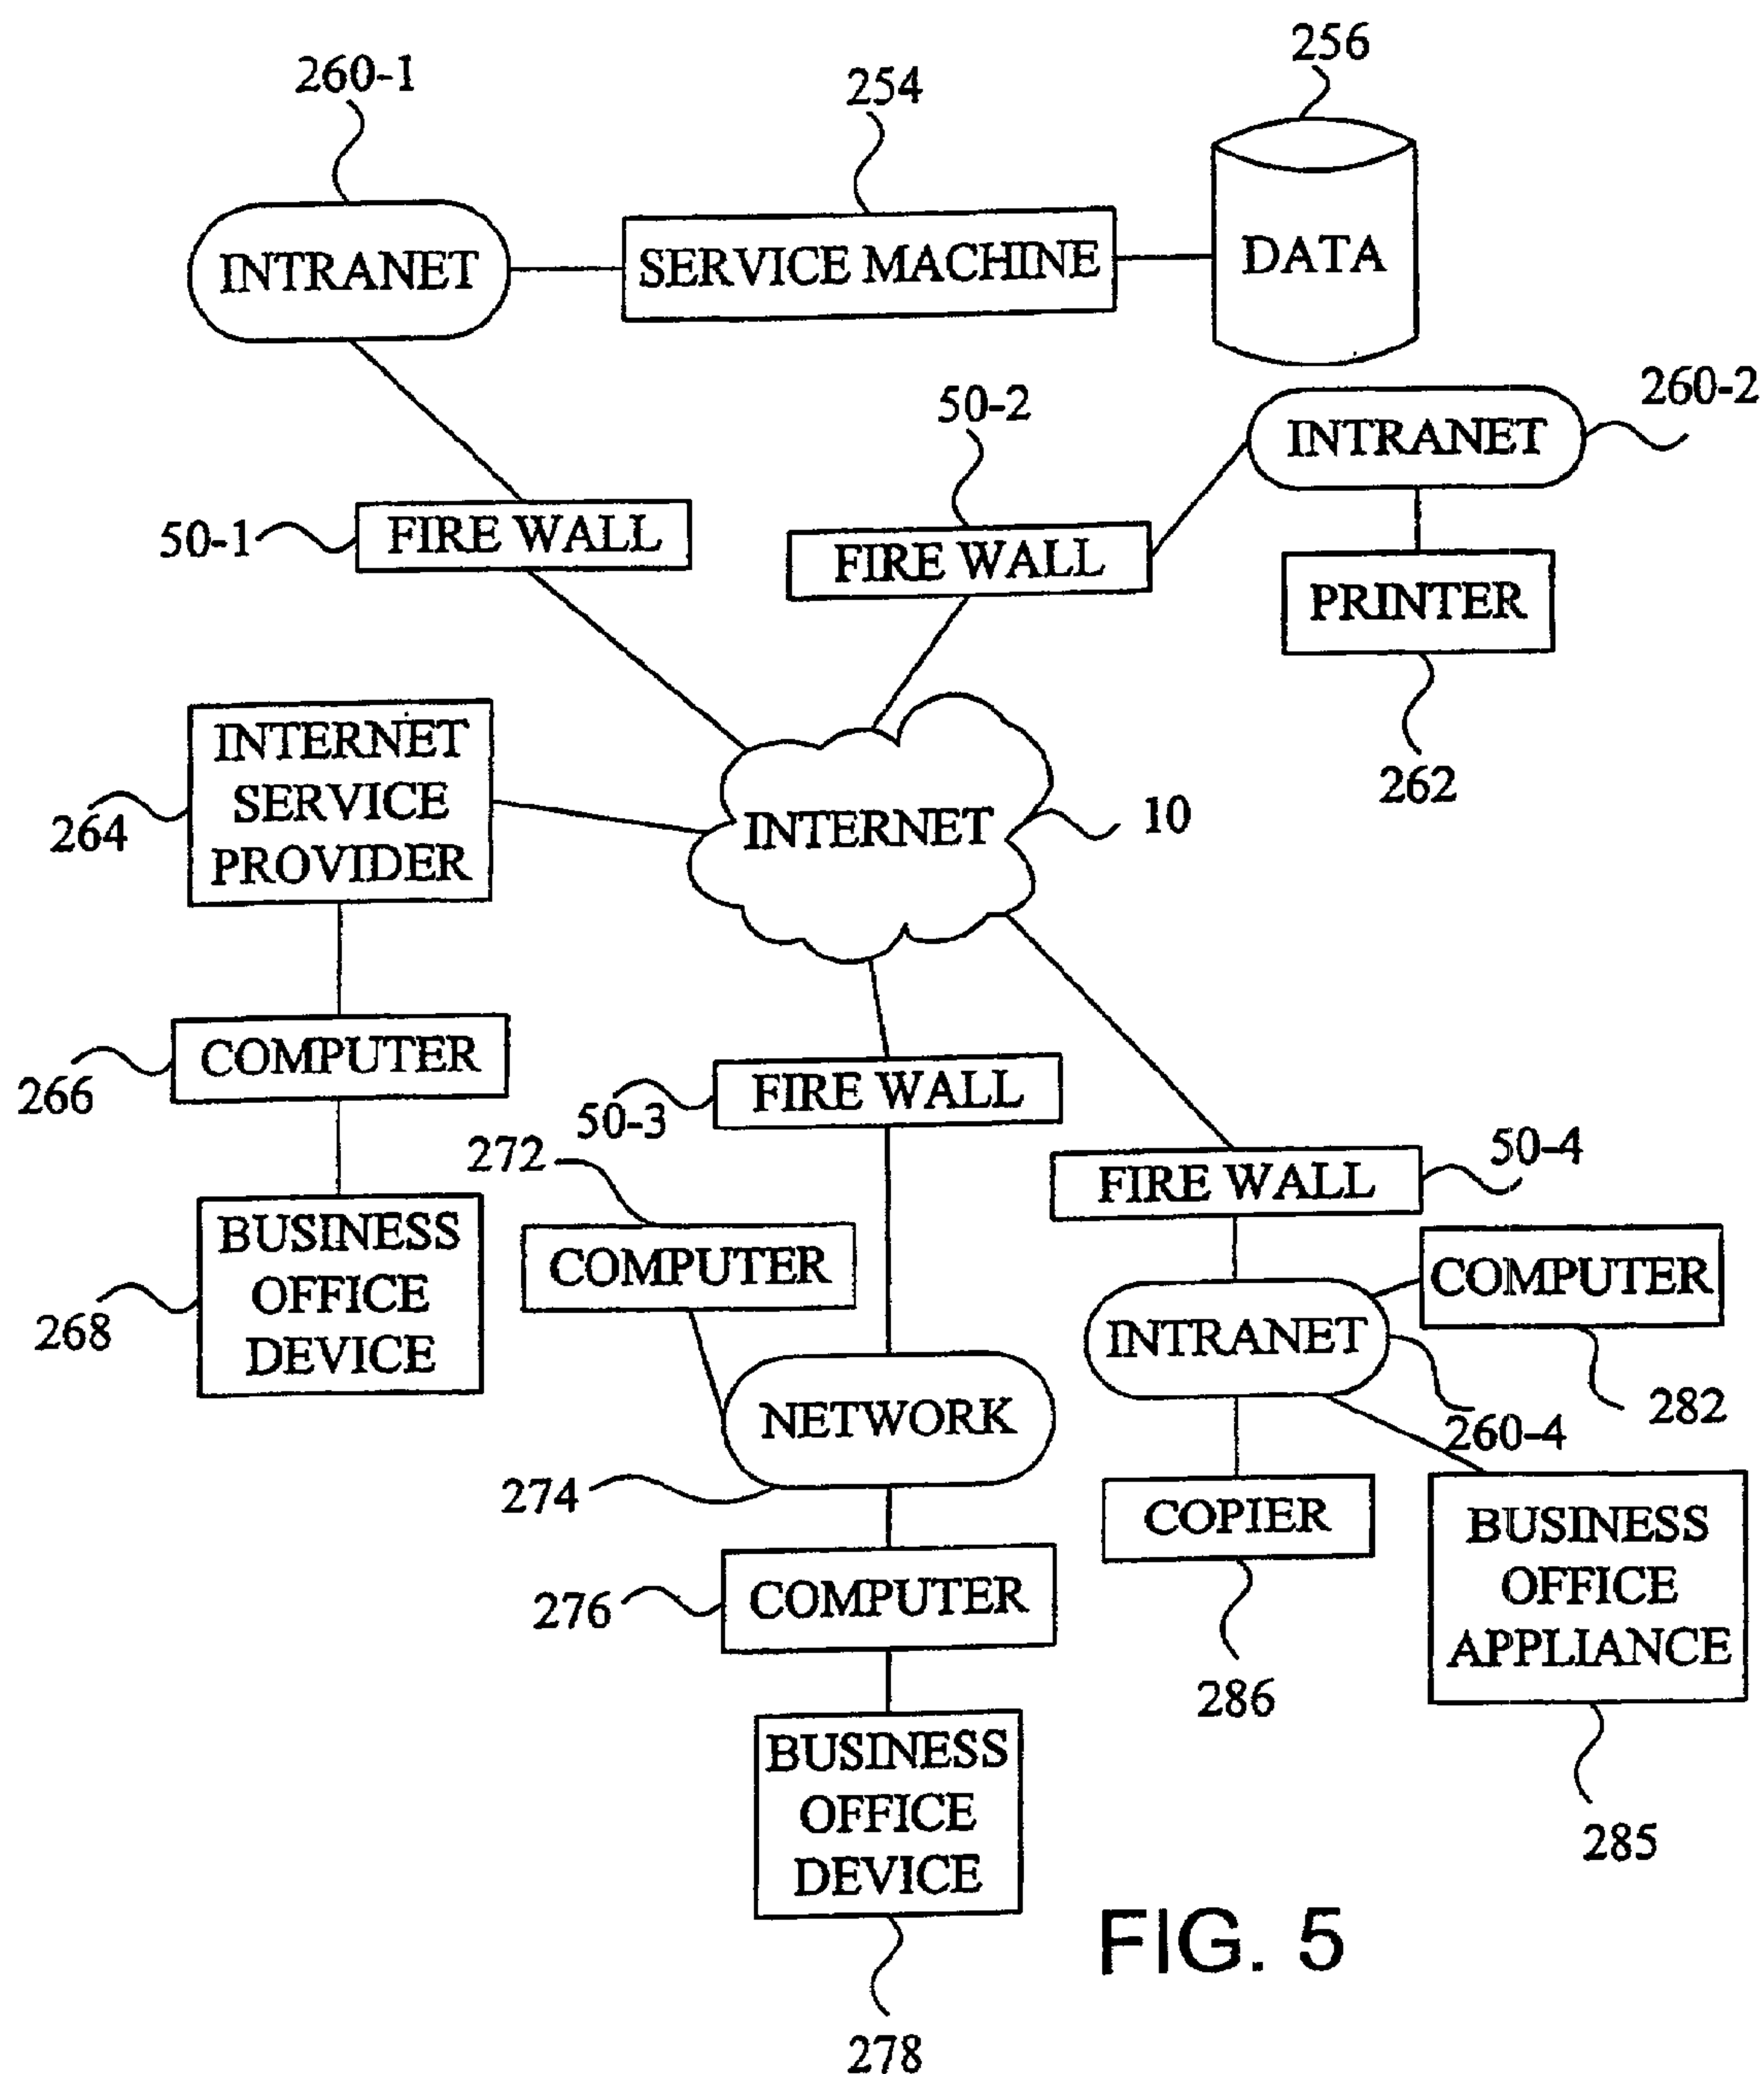 260-1
254
256
INTRANET
SERVICE MACHINE
DATA
50-2
260-2
INTRANET
50-1
FIRE WALL
FIRE WALL
PRINTER
262
264
INTERNET
SERVICE
PROVIDER
INTERNET
10
266
COMPUTER
50-3
FIRE WALL
272
50-4
FIRE WALL
268
BUSINESS
OFFICE
DEVICE
COMPUTER
COMPUTER
282
INTRANET
260-4
NETWORK
274
COPIER
286
BUSINESS
OFFICE
APPLIANCE
285
276
COMPUTER
BUSINESS
OFFICE
DEVICE
278
FIG. 5